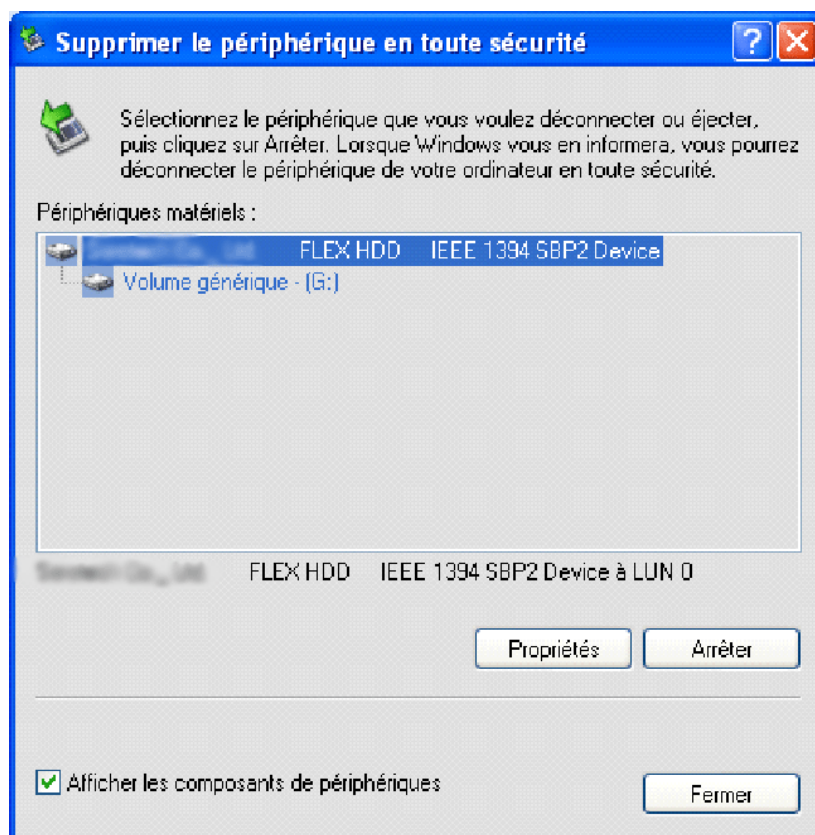 Supprimer le périphérique en toute sécurité
Sélectionnez le périphérique que vous voulez déconnecter ou éjecter,
puis cliquez sur Arrêter. Lorsque Windows vous en informera, vous pourrez
déconnecter le périphérique de votre ordinateur en toute sécurité.
Périphériques matériels :
FLEX HDD IEEE 1394 SBP2 Device
Volume générique - (G:)
FLEX HDD IEEE 1394 SBP2 Device à LUN 0
Propriétés Arrêter
Afficher les composants de périphériques
Fermer